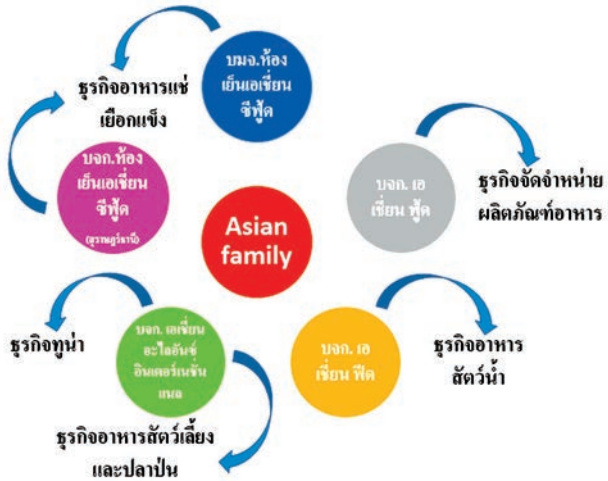 บมจ.ห้อง
เย็นเอเชี่ยน
ซีฟู้ด
ธุรกิจอาหารแช่
เยือกแข็ง
บจก.ห้อง
เย็นเอเชี่ยน
ซีฟู้ด
(สุราษฎร์ธานี)
Asian
family
บจก. เอ
เชี่ยน ฟู้ด
ธุรกิจจัดจำหน่าย
ผลิตภัณฑ์อาหาร
ธุรกิจทูน่า
บจก. เอเชี่ยน
อะไลอันซ์
อินเตอร์เนชั่น
แนล
บจก. เอ
เชี่ยน ฟีด
ธุรกิจอาหาร
สัตว์น้ำ
ธุรกิจอาหารสัตว์เลี้ยง
และปลาป่น